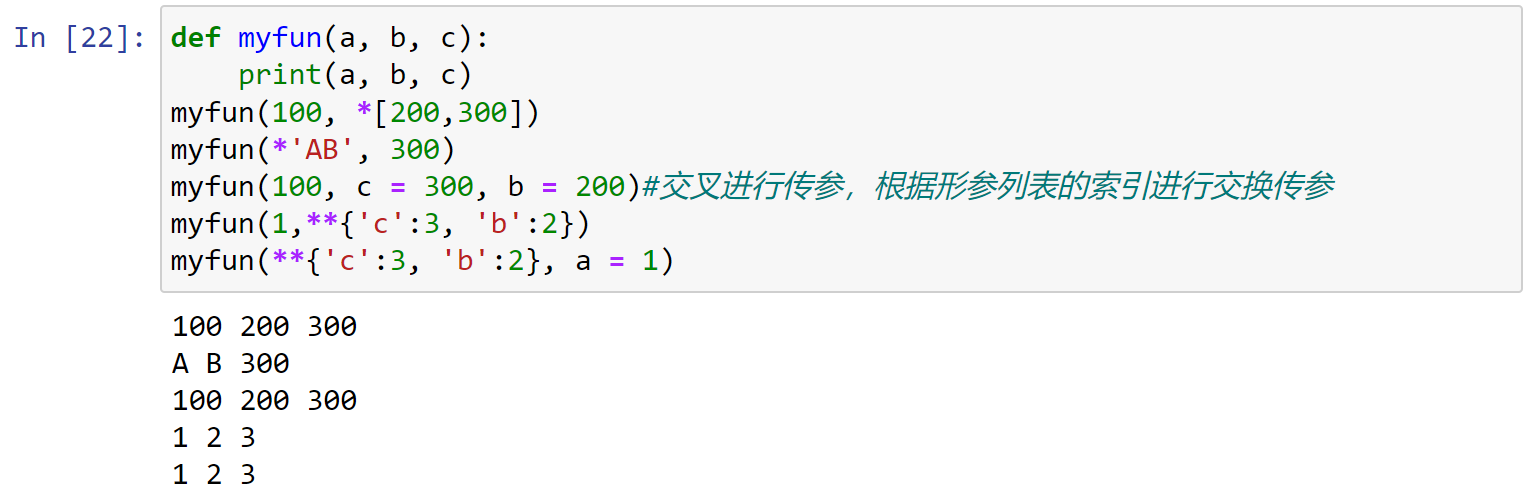 In [22]: def myfun(a, b, c):
    print(a, b, c)
myfun(100, *[200,300])
myfun(*'AB', 300)
myfun(100, c = 300, b = 200)#交叉进行传参，根据形参列表的索引进行交换传参
myfun(1,**{'c':3, 'b':2})
myfun(**{'c':3, 'b':2}, a = 1)
100 200 300
A B 300
100 200 300
1 2 3
1 2 3